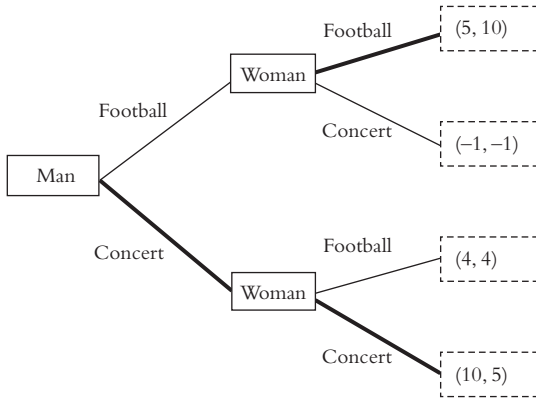 Football
(5, 10)
Woman
Football
Concert
(–1, –1)
Man
Concert
Football
(4, 4)
Woman
Concert
(10, 5)